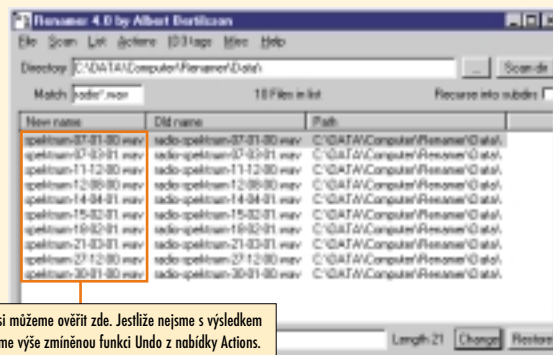 Renamer 4.0 by Albert Bertilsson
File Scan List Actions ID3 tags Misc Help
Directory C:\DATA\Computer\Renamer\Data\ ... Scan dir
Match radio*.wav 10 Files in list Recurse into subdirs
New name Old name Path
spektrum-07-01-00.wav radio-spektrum-07-01-00.wav C:\DATA\Computer\Renamer\Data\
spektrum-07-03-01.wav radio-spektrum-07-03-01.wav C:\DATA\Computer\Renamer\Data\
spektrum-11-12-00.wav radio-spektrum-11-12-00.wav C:\DATA\Computer\Renamer\Data\
spektrum-12-08-00.wav radio-spektrum-12-08-00.wav C:\DATA\Computer\Renamer\Data\
spektrum-14-04-01.wav radio-spektrum-14-04-01.wav C:\DATA\Computer\Renamer\Data\
spektrum-15-02-01.wav radio-spektrum-15-02-01.wav C:\DATA\Computer\Renamer\Data\
spektrum-18-02-01.wav radio-spektrum-18-02-01.wav C:\DATA\Computer\Renamer\Data\
spektrum-21-03-01.wav radio-spektrum-21-03-01.wav C:\DATA\Computer\Renamer\Data\
spektrum-27-12-00.wav radio-spektrum-27-12-00.wav C:\DATA\Computer\Renamer\Data\
spektrum-30-01-00.wav radio-spektrum-30-01-00.wav C:\DATA\Computer\Renamer\Data\
si můžeme ověřit zde. Jestliže nejsme s výsledkem
me výše zmíněnou funkci Undo z nabídky Actions.
Length 21 Change Restore